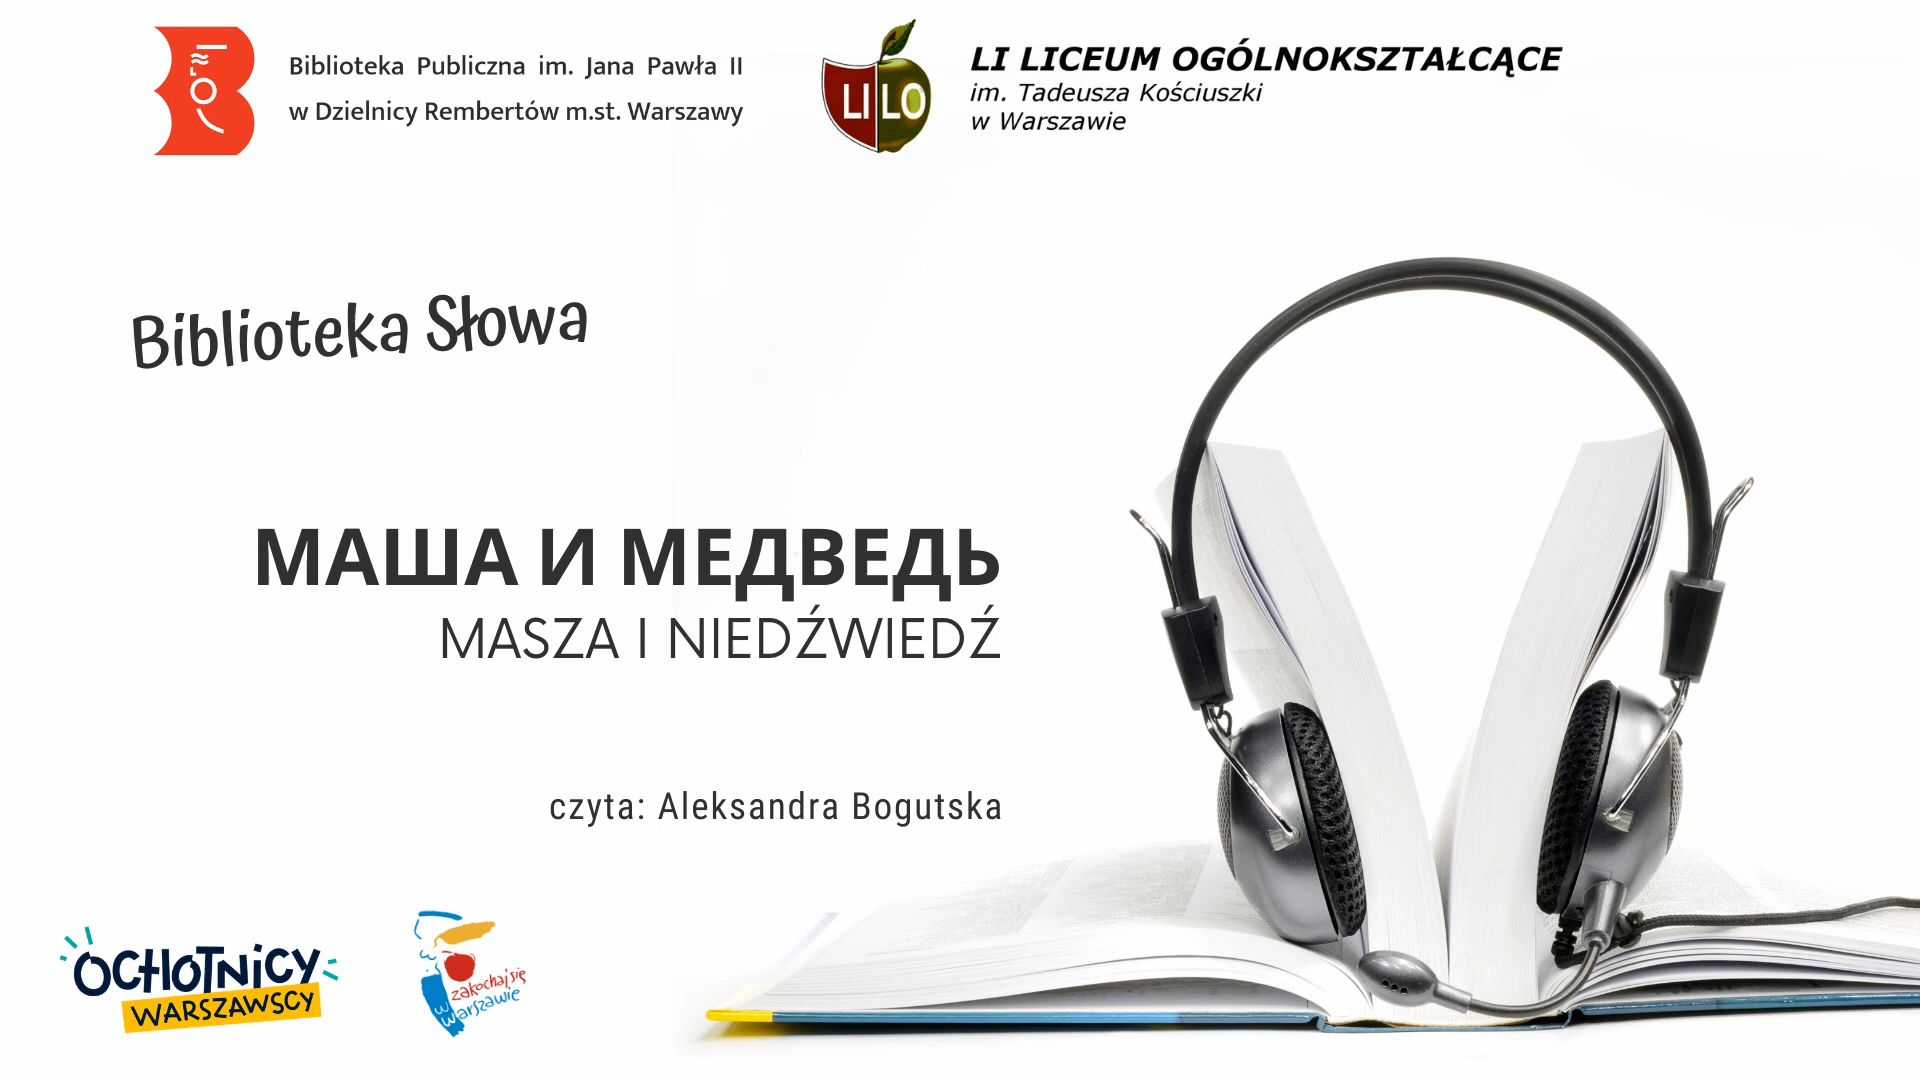 Biblioteka Publiczna im. Jana Pawła II
w Dzielnicy Rembertów m.st. Warszawy
LI LO
LI LICEUM OGÓLNOKSZTAŁCĄCE
im. Tadeusza Kościuszki
w Warszawie
Biblioteka Słowa
МАША И МЕДВЕДЬ
MASZA I NIEDŹWIEDŹ
czyta: Aleksandra Bogutska
OCHOTNiCY
WARSZAWSCY
zakochaj się
w Warszawie